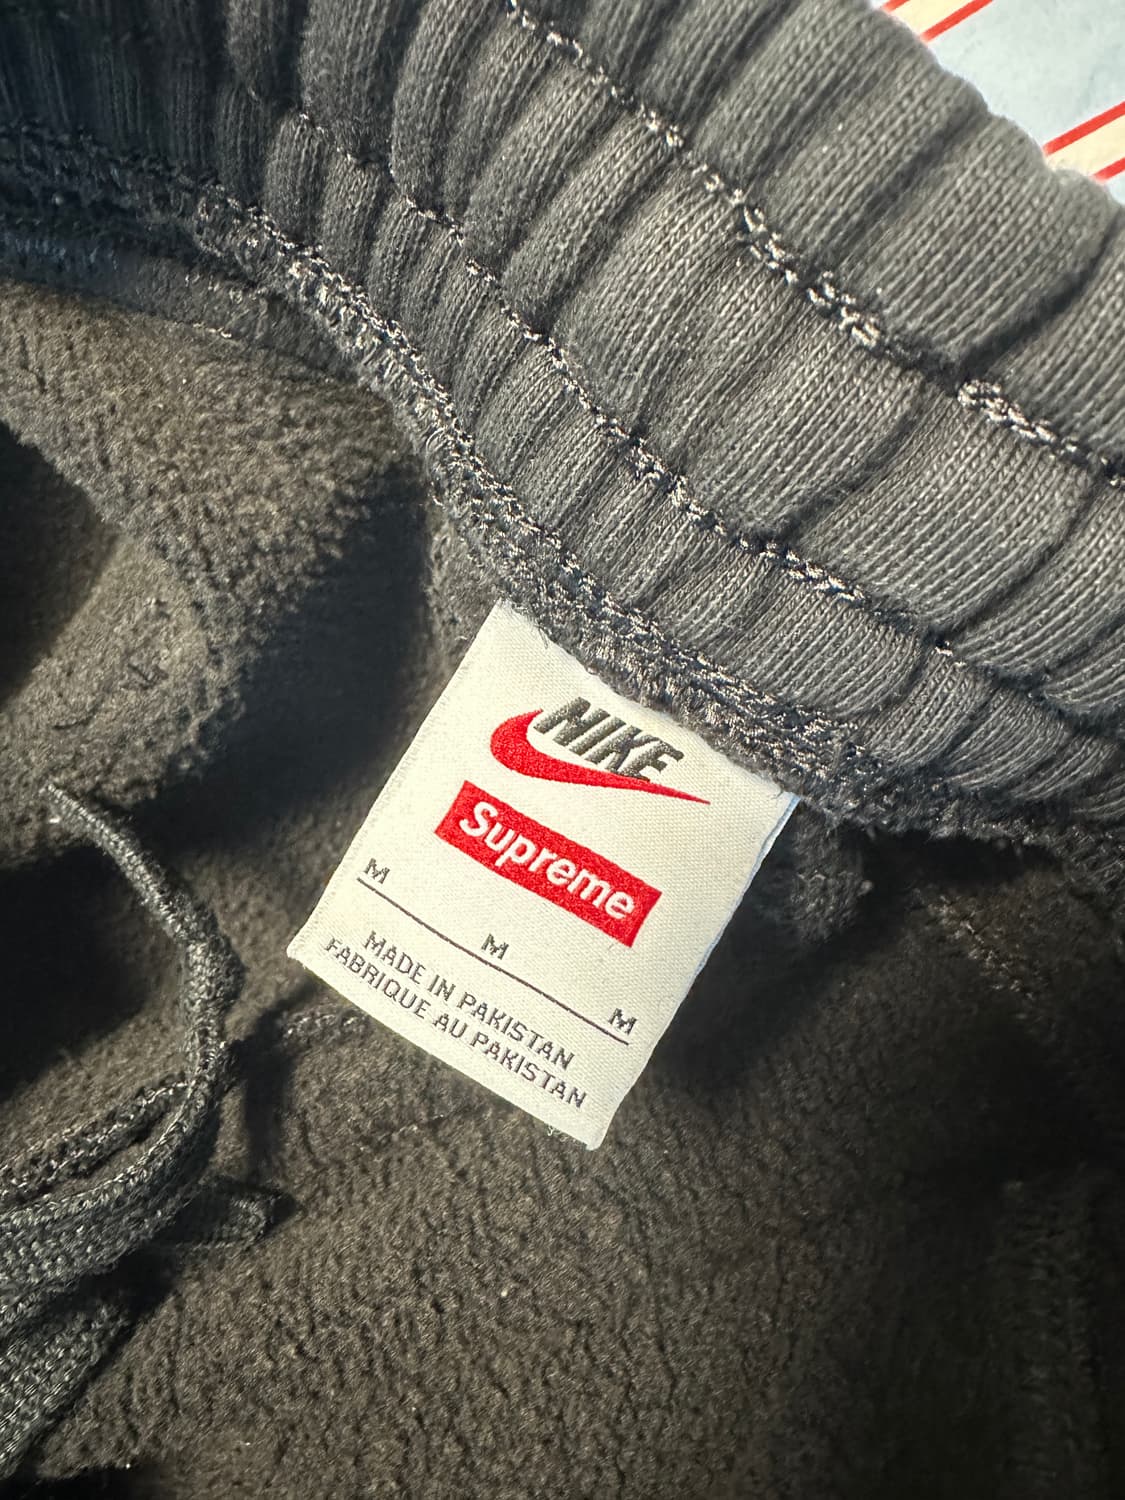 NIKE
Supreme
M M M
MADE IN PAKISTAN
FABRIQUE AU PAKISTAN